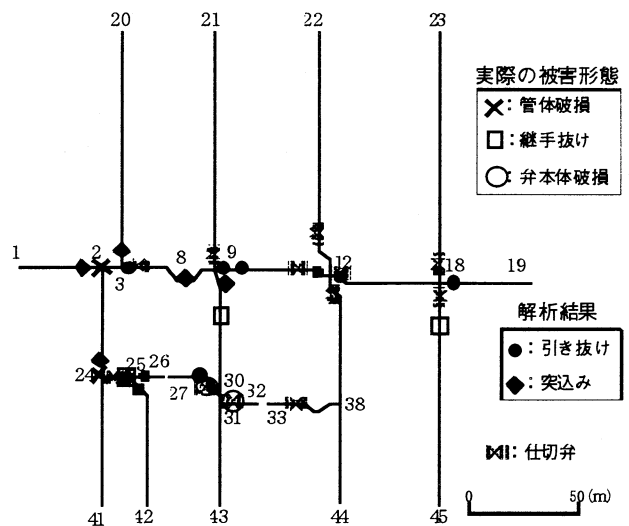 20 21 22 23
実際の被害形態
：管体破損
：継手抜け
：弁本体破損
1 2 3 8 9 12 18 19
解析結果
：引き抜け
：突込み
24 25 26 27 30 32 31 33 38
：仕切弁
0 50 (m)
41 42 43 44 45